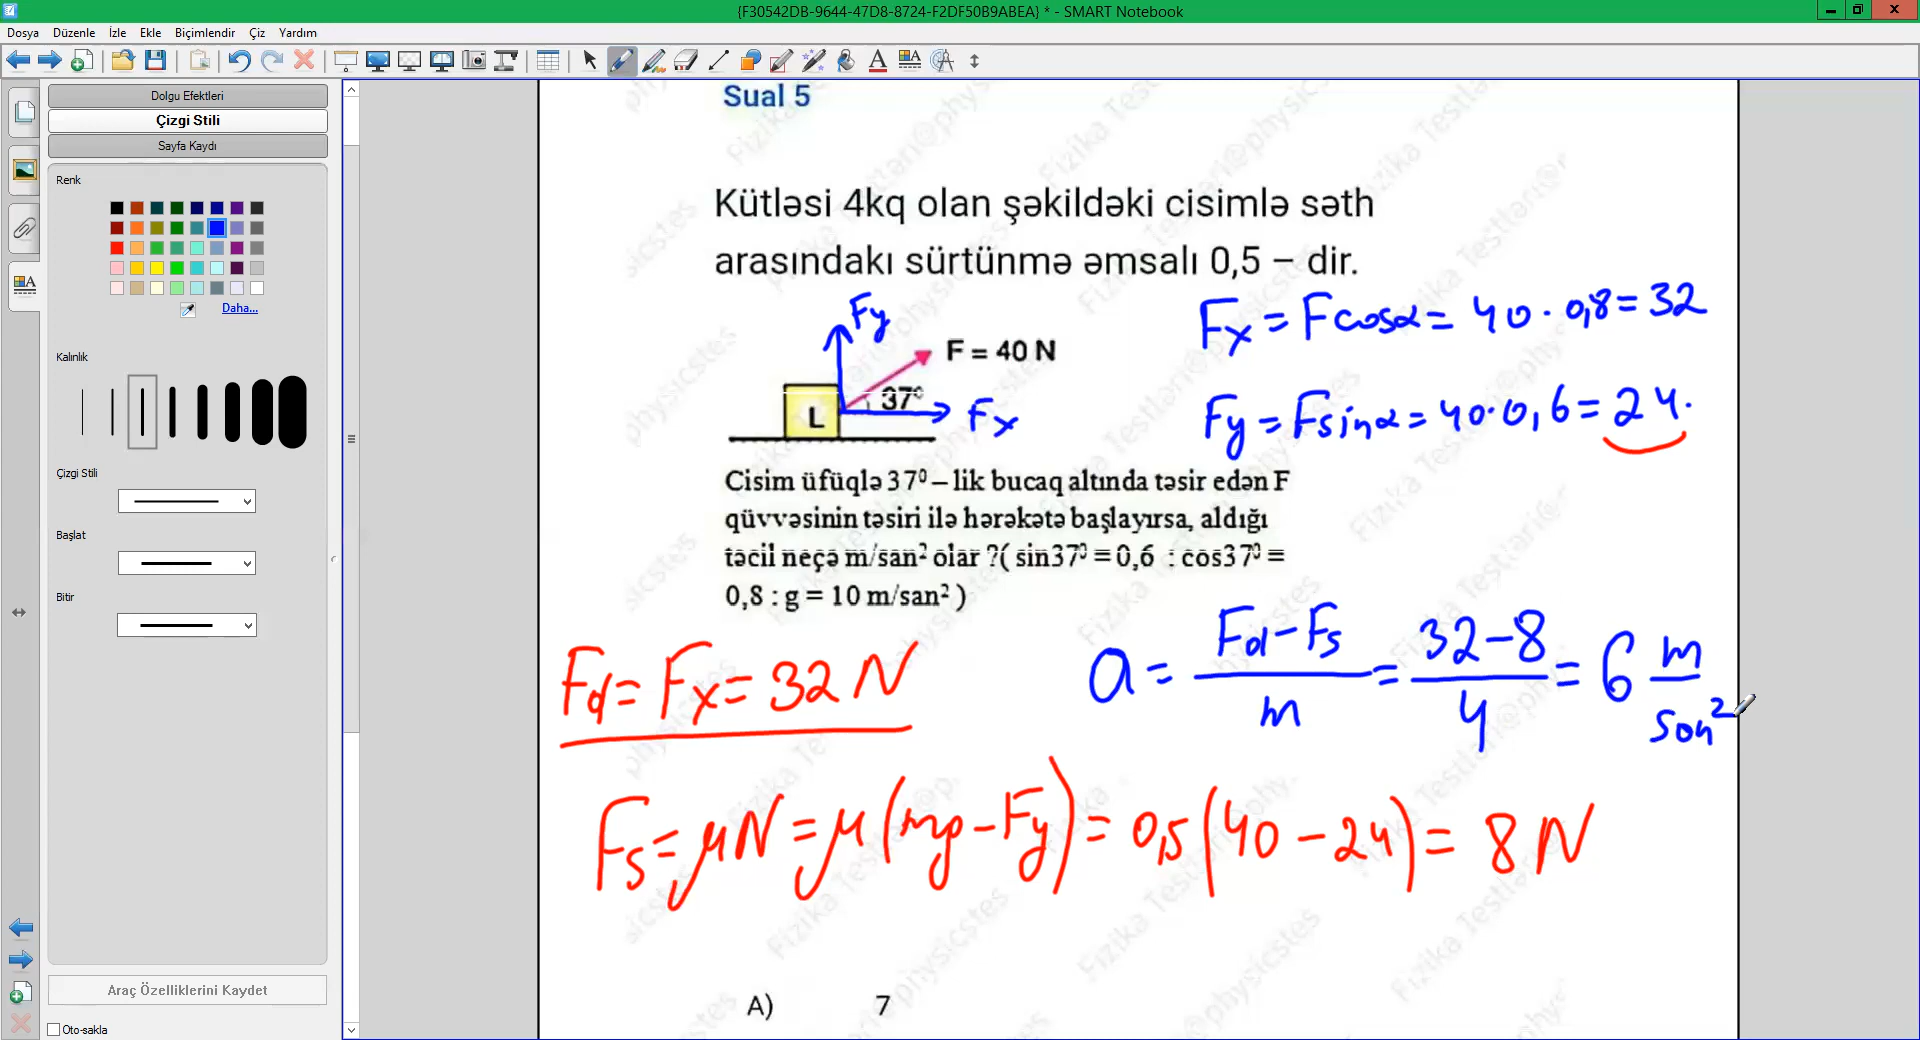 {F30542DB-9644-47D8-8724-F2DF50B9ABEA} * - SMART Notebook
Dosya Düzenle İzle Ekle Biçimlendir Çiz Yardım
Dolgu Efektleri
Çizgi Stili
Sayfa Kaydı
Renk
Daha...
Kalınlık
Çizgi Stili
Başlat
Bitir
Araç Özelliklerini Kaydet
Oto-sakla
Sual 5
Kütləsi 4kq olan şəkildəki cisimlə səth
arasındakı sürtünmə əmsalı 0,5 – dir.
Fy
F = 40 N
37⁰
L
Fx
Fx = Fcosα = 40 · 0,8 = 32
Fy = Fsinα = 40 · 0,6 = 24.
Cisim üfüqlə 37⁰ – lik bucaq altında təsir edən F
qüvvəsinin təsiri ilə hərəkətə başlayırsa, aldığı
təcil neçə m/san² olar ?( sin37⁰ = 0,6 : cos37⁰ =
0,8 : g = 10 m/san² )
Fd = Fx = 32 N
a = (Fd – Fs)/m = (32 – 8)/4 = 6 m/san²
Fs = μN = μ(mg – Fy) = 0,5(40 – 24) = 8 N
A) 7
Fizika Testləri@physicstes